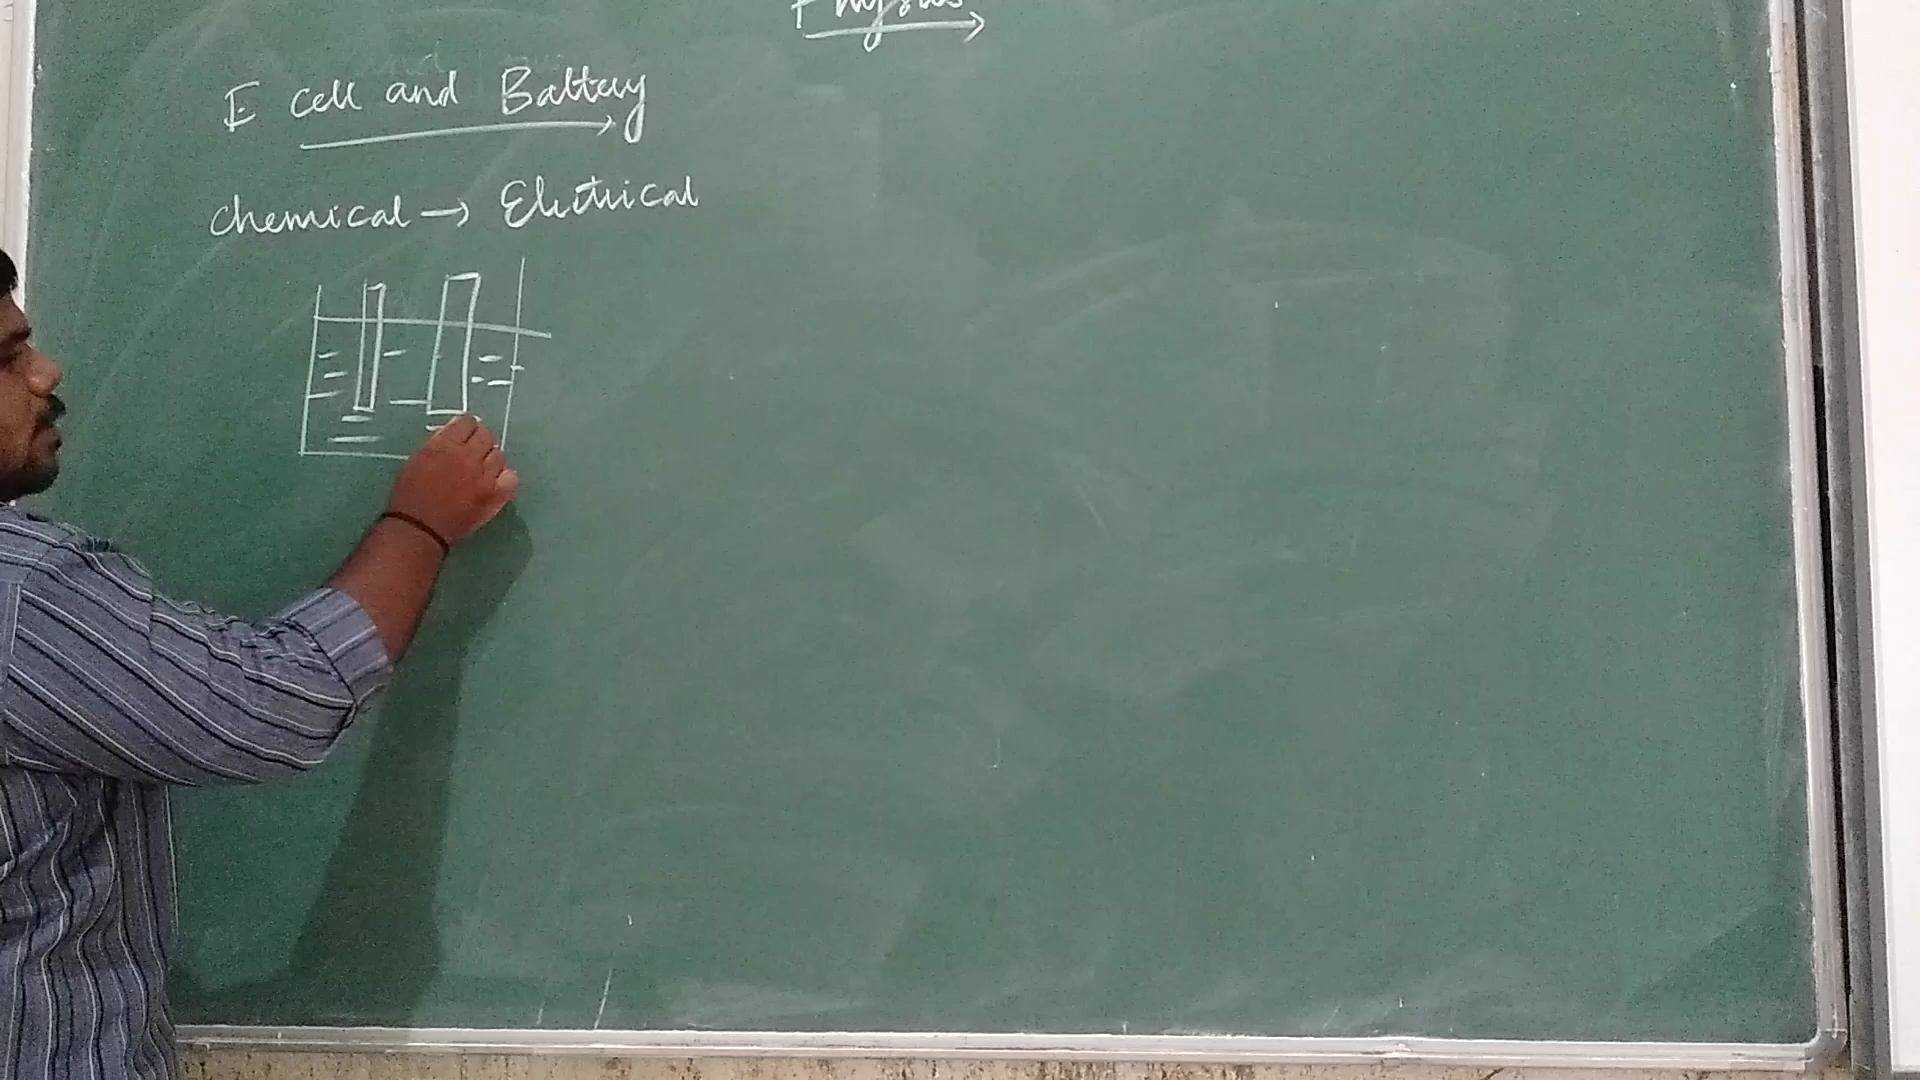 Physics
E cell and Battery
chemical → Electrical